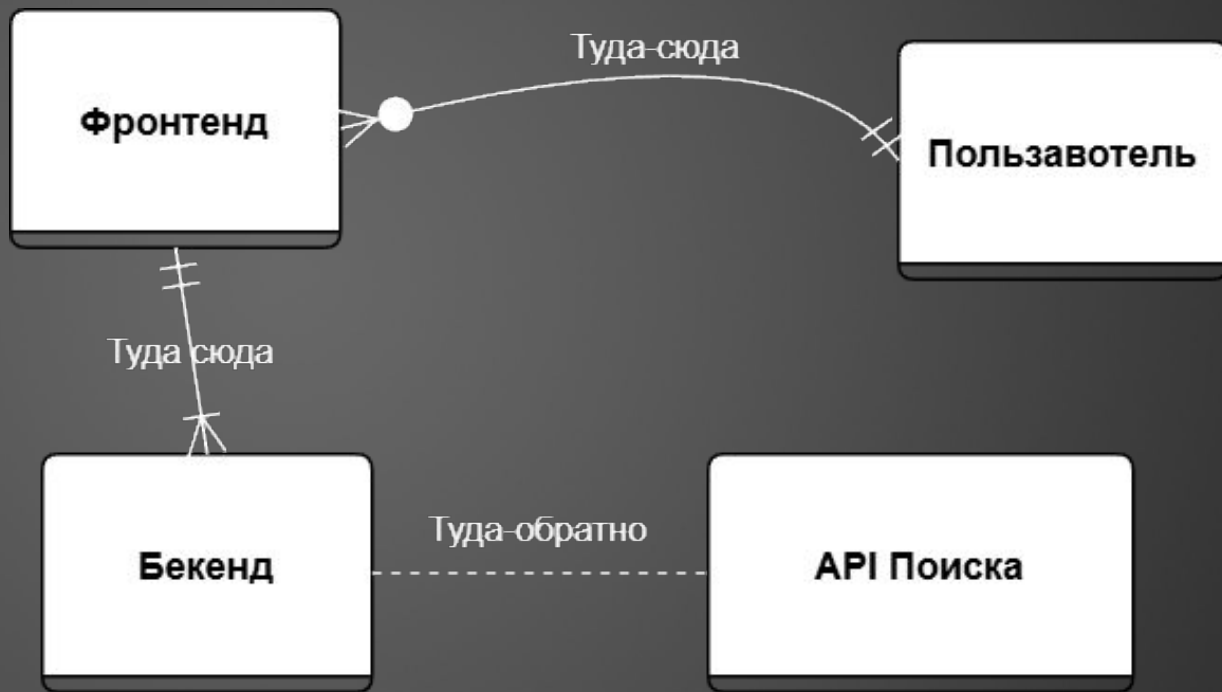 Туда-сюда
Фронтенд
Пользавотель
Туда сюда
Туда-обратно
Бекенд
API Поиска